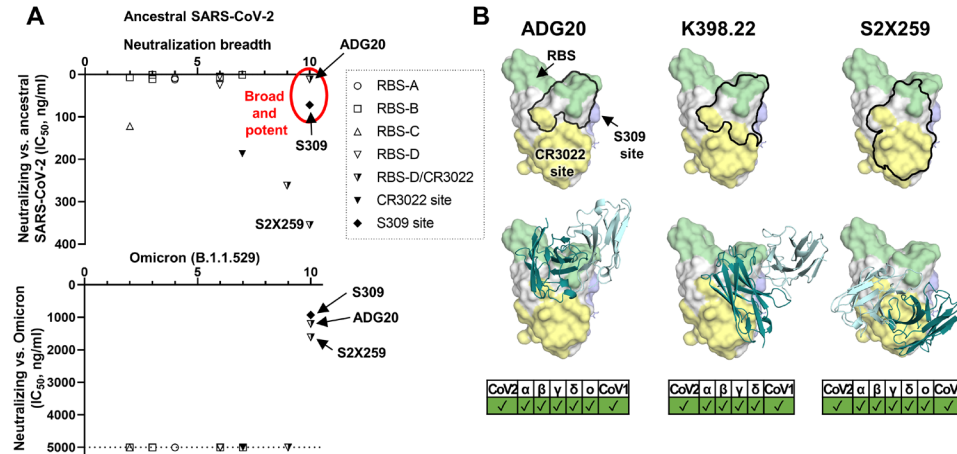 A
Ancestral SARS-CoV-2
Neutralization breadth
ADG20
0 5 10
0
100
200
300
400
Neutralizing vs. ancestral
SARS-CoV-2 (IC50, ng/ml)
Broad
and
potent
S309
S2X259
RBS-A
RBS-B
RBS-C
RBS-D
RBS-D/CR3022
CR3022 site
S309 site
Omicron (B.1.1.529)
0 5 10
0
1000
2000
3000
4000
5000
Neutralizing vs. Omicron
(IC50, ng/ml)
S309
ADG20
S2X259
B
ADG20 K398.22 S2X259
RBS
S309
site
CR3022
site
CoV2 α β γ δ ο CoV1
✓ ✓ ✓ ✓ ✓ ✓ ✓
CoV2 α β γ δ CoV1
✓ ✓ ✓ ✓ ✓ ✓
CoV2 α β γ δ ο CoV
✓ ✓ ✓ ✓ ✓ ✓ ✓